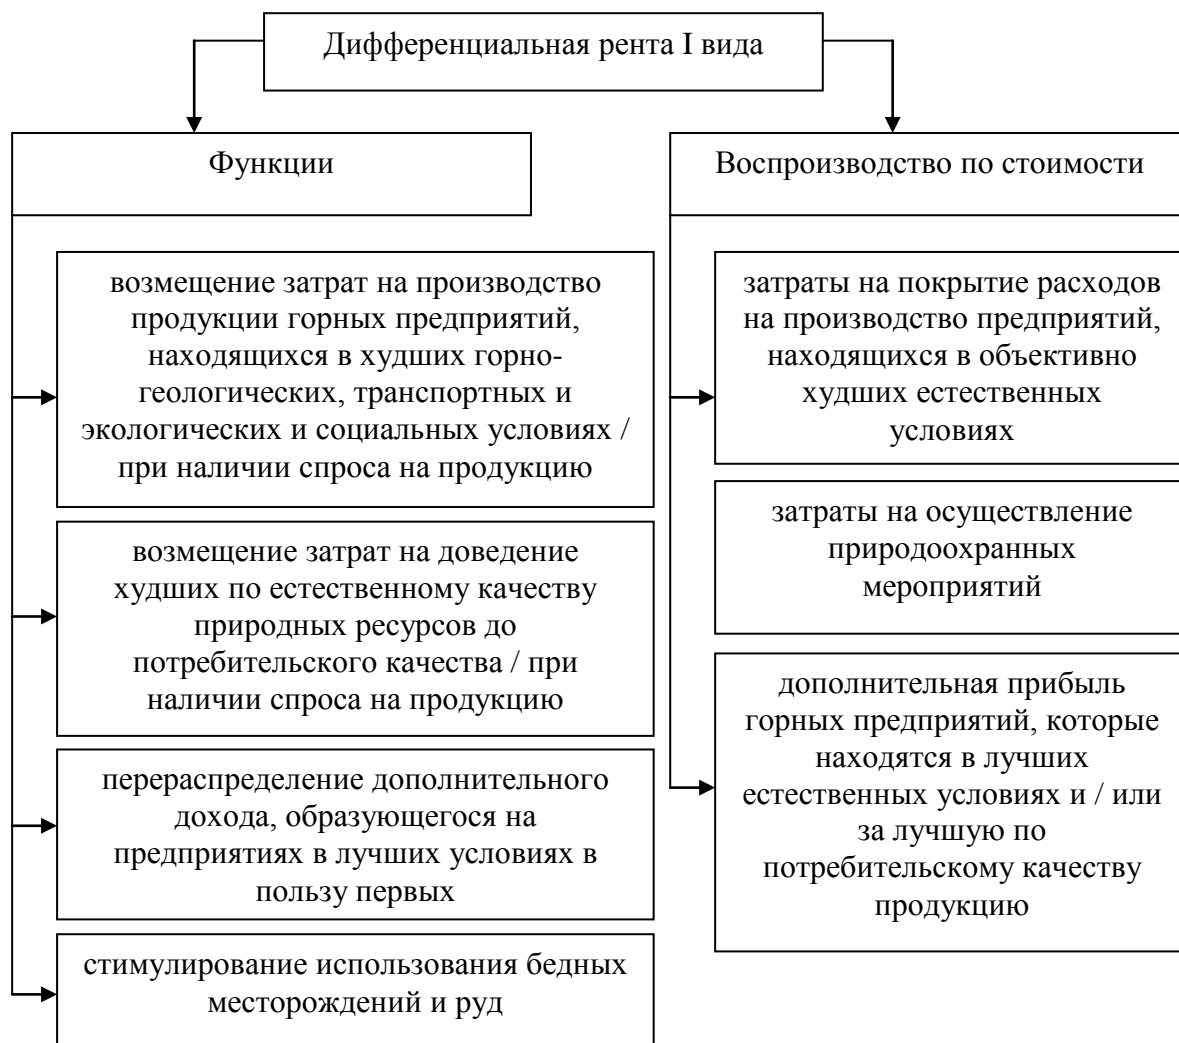 Дифференциальная рента I вида
Функции
возмещение затрат на производство
продукции горных предприятий,
находящихся в худших горно-
геологических, транспортных и
экологических и социальных условиях /
при наличии спроса на продукцию
возмещение затрат на доведение
худших по естественному качеству
природных ресурсов до
потребительского качества / при
наличии спроса на продукцию
перераспределение дополнительного
дохода, образующегося на
предприятиях в лучших условиях в
пользу первых
стимулирование использования бедных
месторождений и руд
Воспроизводство по стоимости
затраты на покрытие расходов
на производство предприятий,
находящихся в объективно
худших естественных
условиях
затраты на осуществление
природоохранных
мероприятий
дополнительная прибыль
горных предприятий, которые
находятся в лучших
естественных условиях и / или
за лучшую по
потребительскому качеству
продукцию